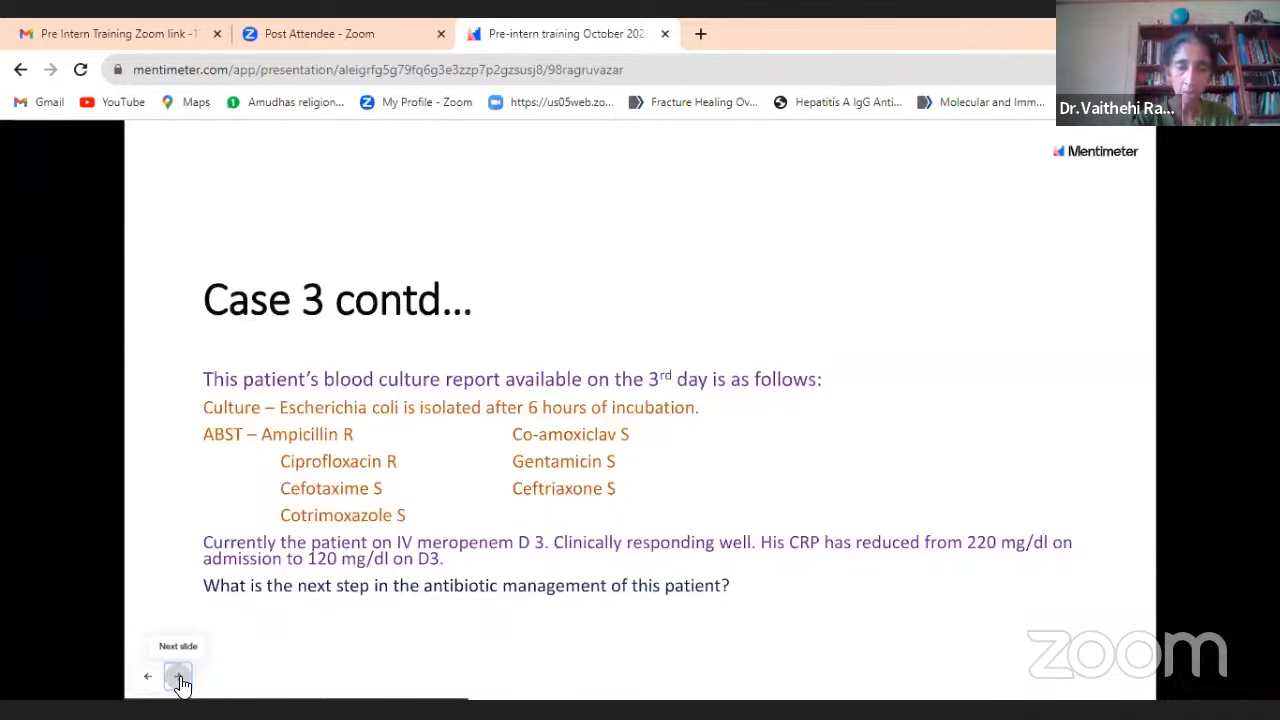 Pre Intern Training Zoom link - 1
Post Attendee - Zoom
Pre-intern training October 202
mentimeter.com/app/presentation/aleigrfg5g79fq6g3e3zzp7p2gzsusj8/98ragruvazar
Gmail YouTube Maps Amudhas religion... My Profile - Zoom https://us05web.zo... Fracture Healing Ov... Hepatitis A IgG Anti... Molecular and Imm...
Dr.Vaithehi Ra...
Mentimeter
Case 3 contd...
This patient's blood culture report available on the 3rd day is as follows:
Culture – Escherichia coli is isolated after 6 hours of incubation.
ABST – Ampicillin R Co-amoxiclav S
Ciprofloxacin R Gentamicin S
Cefotaxime S Ceftriaxone S
Cotrimoxazole S
Currently the patient on IV meropenem D 3. Clinically responding well. His CRP has reduced from 220 mg/dl on
admission to 120 mg/dl on D3.
What is the next step in the antibiotic management of this patient?
Next slide
zoom